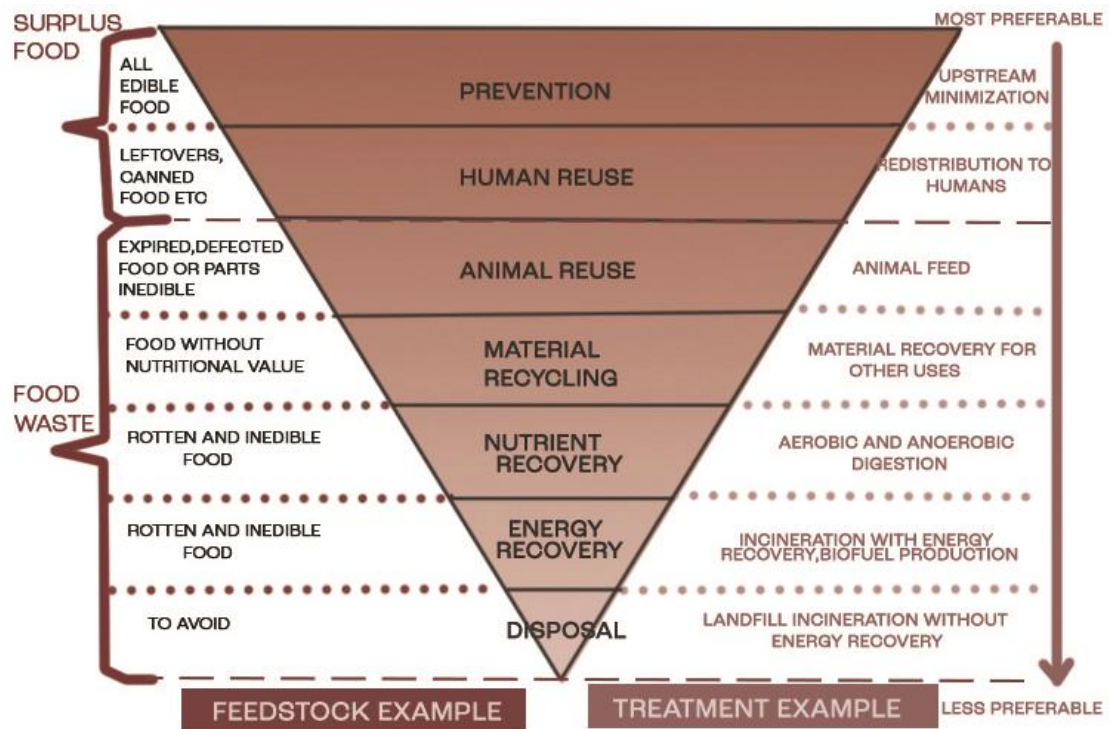 SURPLUS
FOOD
MOST PREFERABLE
ALL
EDIBLE
FOOD
PREVENTION
UPSTREAM
MINIMIZATION
LEFTOVERS,
CANNED
FOOD ETC
HUMAN REUSE
REDISTRIBUTION TO
HUMANS
EXPIRED,DEFECTED
FOOD OR PARTS
INEDIBLE
ANIMAL REUSE
ANIMAL FEED
FOOD WITHOUT
NUTRITIONAL VALUE
MATERIAL
RECYCLING
MATERIAL RECOVERY FOR
OTHER USES
FOOD
WASTE
ROTTEN AND INEDIBLE
FOOD
NUTRIENT
RECOVERY
AEROBIC AND ANOEROBIC
DIGESTION
ROTTEN AND INEDIBLE
FOOD
ENERGY
RECOVERY
INCINERATION WITH ENERGY
RECOVERY,BIOFUEL PRODUCTION
TO AVOID
DISPOSAL
LANDFILL INCINERATION WITHOUT
ENERGY RECOVERY
FEEDSTOCK EXAMPLE
TREATMENT EXAMPLE
LESS PREFERABLE